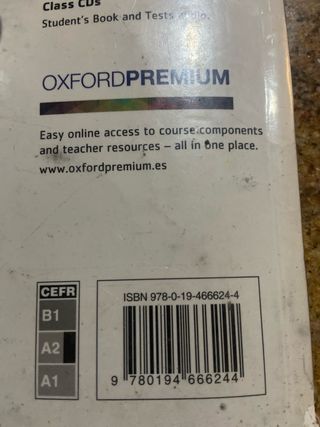 Class CDs
Student's Book and Tests audio.
OXFORDPREMIUM
Easy online access to course components
and teacher resources – all in one place.
www.oxfordpremium.es
CEFR
B1
A2
A1
ISBN 978-0-19-466624-4
9 780194 666244